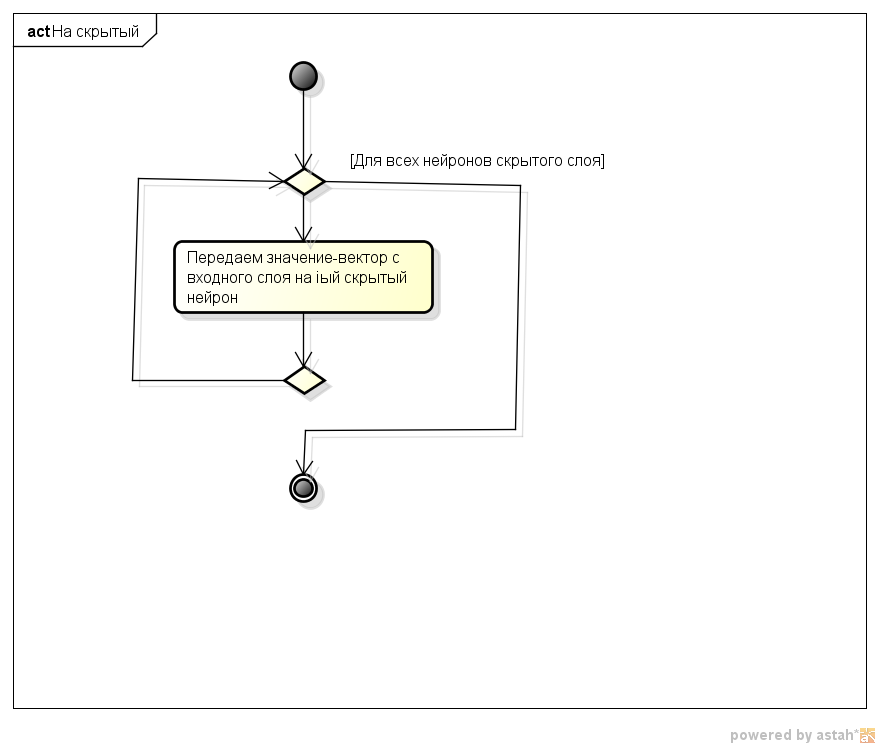 act На скрытый
[Для всех нейронов скрытого слоя]
Передаем значение-вектор с
входного слоя на iый скрытый
нейрон
powered by astah*